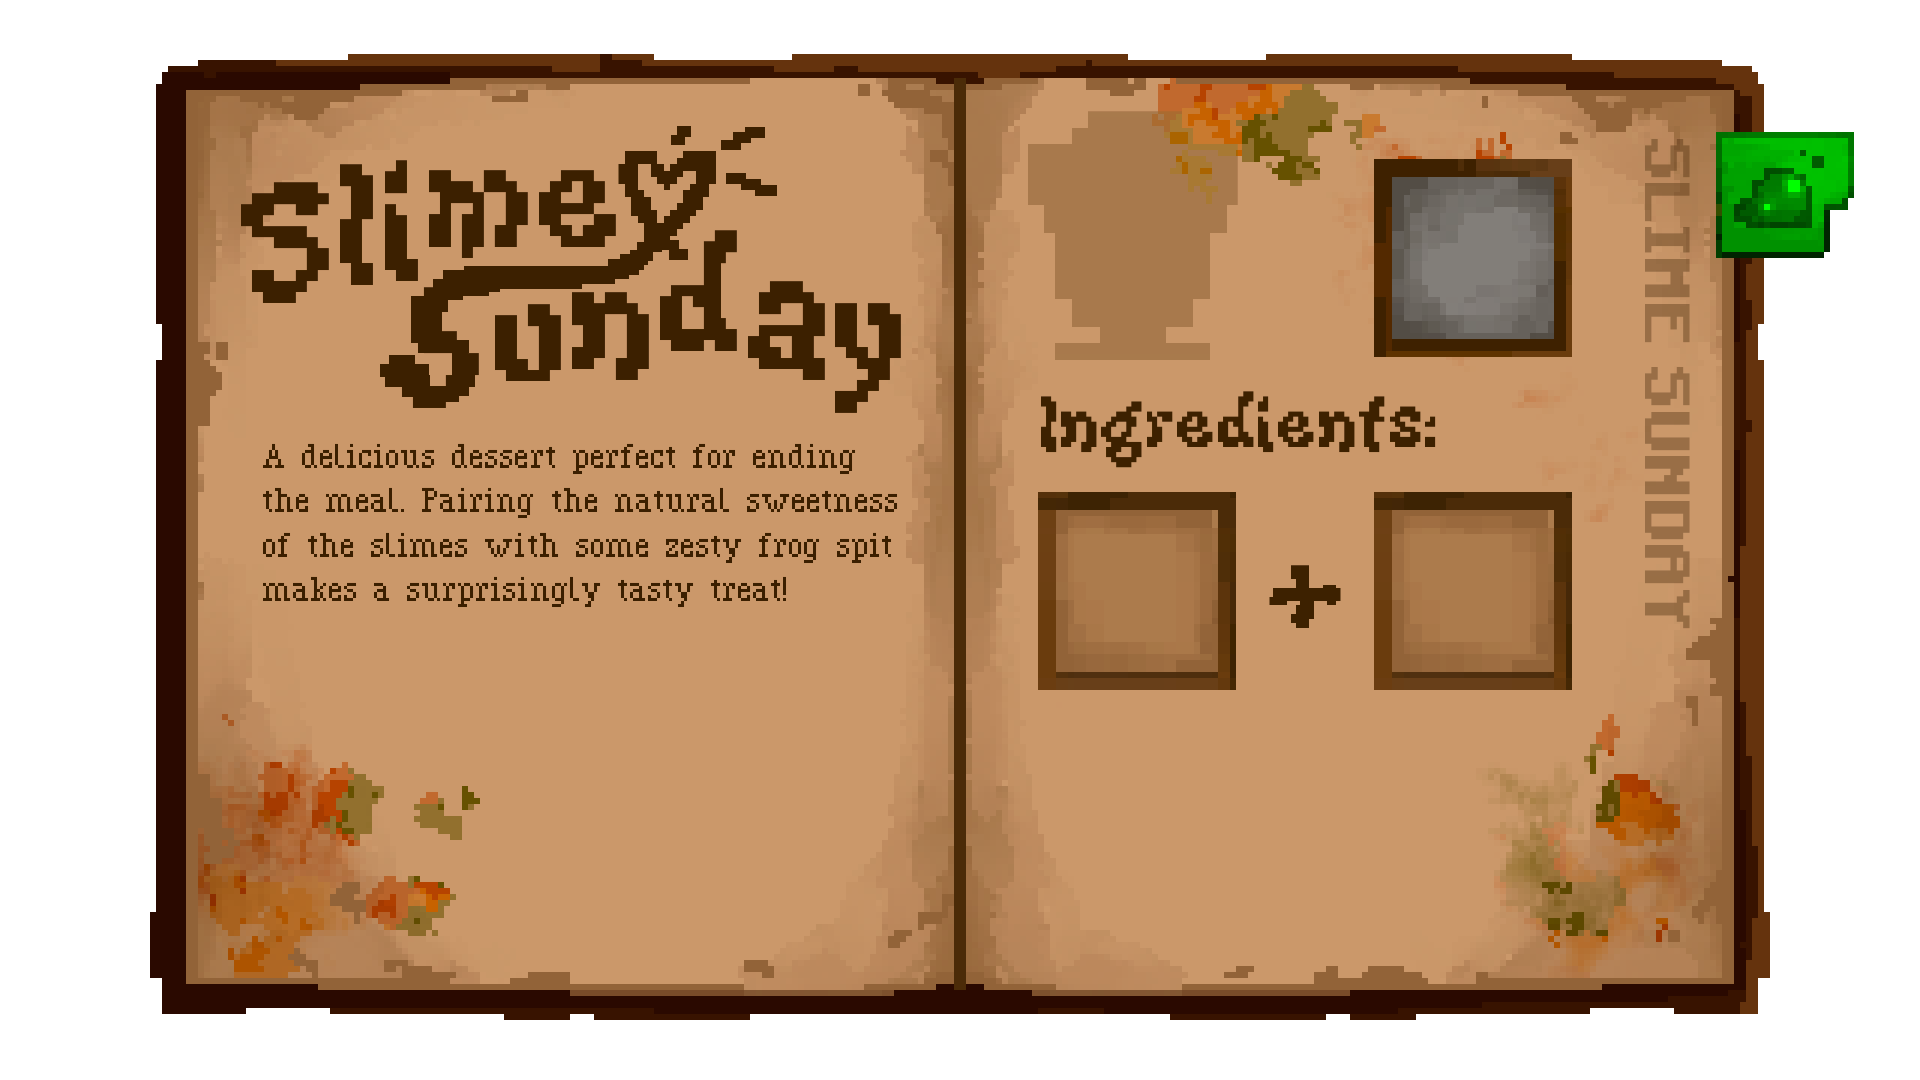 Slime
Sunday
A delicious dessert perfect for ending
the meal. Pairing the natural sweetness
of the slimes with some zesty frog spit
makes a surprisingly tasty treat!
Ingredients:
+
SLIME SUNDAY